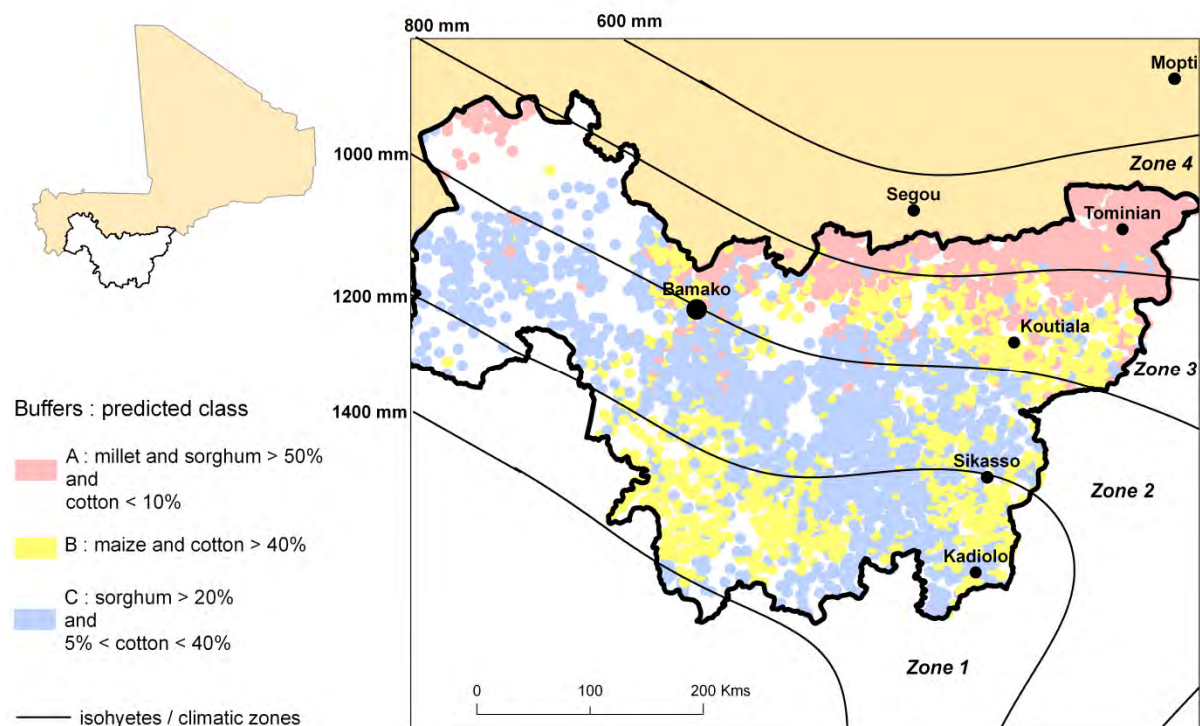 800 mm
600 mm
Mopti
1000 mm
Zone 4
Segou
Tominian
1200 mm
Bamako
Koutiala
Zone 3
Buffers : predicted class
1400 mm
A : millet and sorghum > 50%
and
cotton < 10%
Sikasso
Zone 2
B : maize and cotton > 40%
Kadiolo
C : sorghum > 20%
and
5% < cotton < 40%
Zone 1
0 100 200 Kms
isohyetes / climatic zones